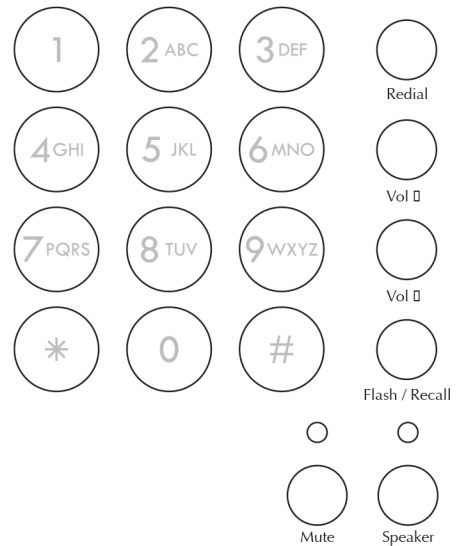 1 2 ABC 3 DEF
Redial
4 GHI 5 JKL 6 MNO
Vol ▯
7 PQRS 8 TUV 9 WXYZ
Vol ▯
* 0 #
Flash / Recall
Mute Speaker